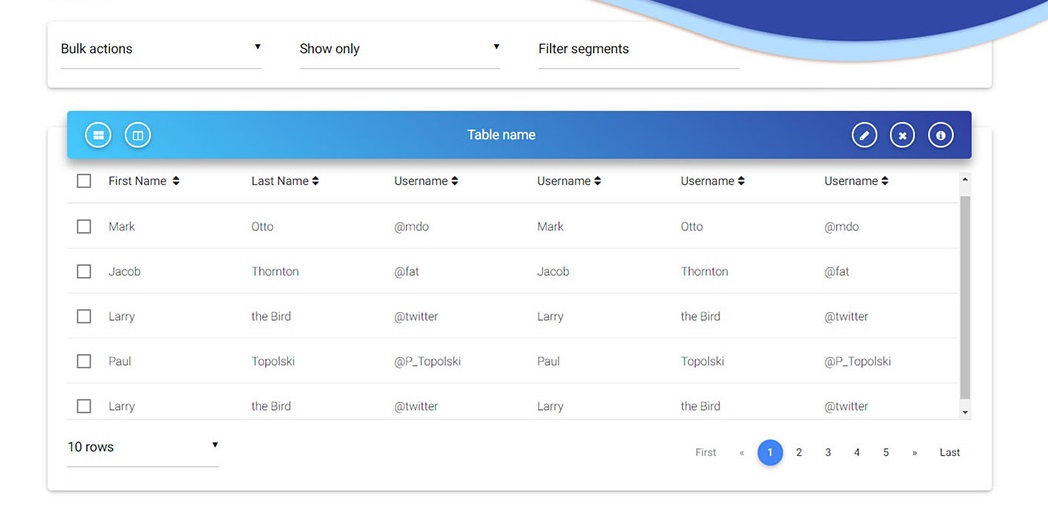 Bulk actions Show only Filter segments
Table name
First Name Last Name Username Username Username Username
Mark Otto @mdo Mark Otto @mdo
Jacob Thornton @fat Jacob Thornton @fat
Larry the Bird @twitter Larry the Bird @twitter
Paul Topolski @P_Topolski Paul Topolski @P_Topolski
Larry the Bird @twitter Larry the Bird @twitter
10 rows First « 1 2 3 4 5 » Last